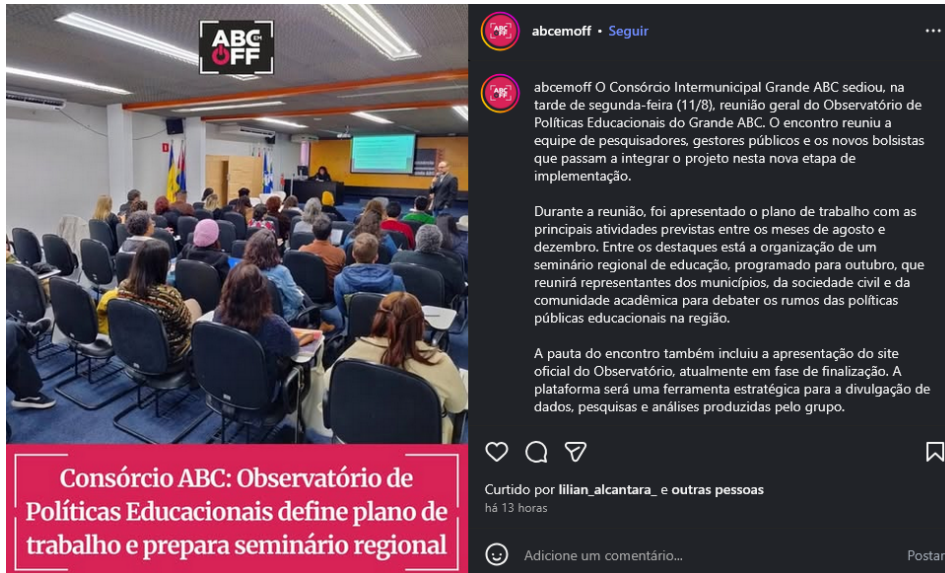 ABC EM
OFF
Consórcio ABC: Observatório de
Políticas Educacionais define plano de
trabalho e prepara seminário regional
abcemoff • Seguir
abcemoff O Consórcio Intermunicipal Grande ABC sediou, na
tarde de segunda-feira (11/8), reunião geral do Observatório de
Políticas Educacionais do Grande ABC. O encontro reuniu a
equipe de pesquisadores, gestores públicos e os novos bolsistas
que passam a integrar o projeto nesta nova etapa de
implementação.
Durante a reunião, foi apresentado o plano de trabalho com as
principais atividades previstas entre os meses de agosto e
dezembro. Entre os destaques está a organização de um
seminário regional de educação, programado para outubro, que
reunirá representantes dos municípios, da sociedade civil e da
comunidade acadêmica para debater os rumos das políticas
públicas educacionais na região.
A pauta do encontro também incluiu a apresentação do site
oficial do Observatório, atualmente em fase de finalização. A
plataforma será uma ferramenta estratégica para a divulgação de
dados, pesquisas e análises produzidas pelo grupo.
Curtido por lilian_alcantara_ e outras pessoas
há 13 horas
Adicione um comentário...
Postar